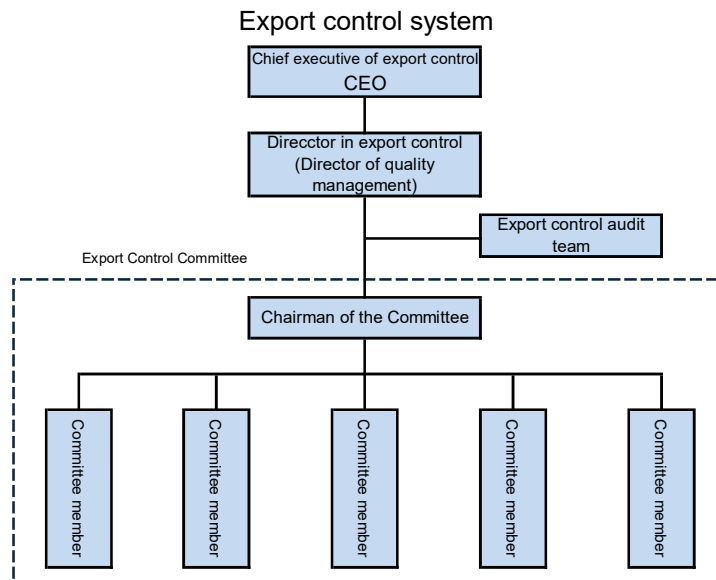 Export control system
Chief executive of export control
CEO
Direcctor in export control
(Director of quality
management)
Export control audit
team
Export Control Committee
Chairman of the Committee
Committee member
Committee member
Committee member
Committee member
Committee member